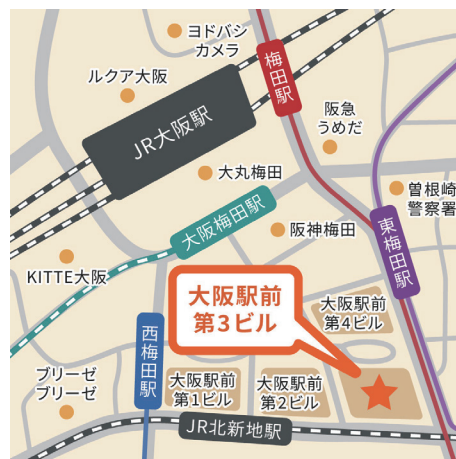 ヨドバシ
カメラ
梅田駅
ルクア大阪
JR大阪駅
阪急
うめだ
大丸梅田
曽根崎
警察署
大阪梅田駅
阪神梅田
東梅田駅
KITTE大阪
大阪駅前
第3ビル
大阪駅前
第4ビル
西梅田駅
ブリーゼ
ブリーゼ
大阪駅前
第1ビル
大阪駅前
第2ビル
JR北新地駅